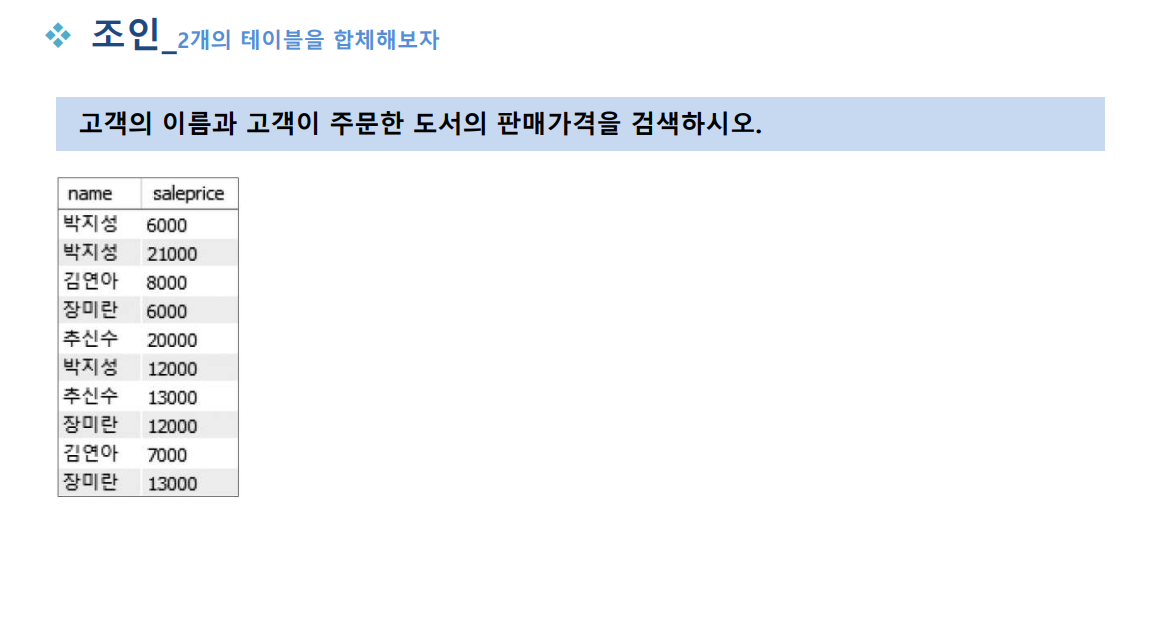 조인_2개의 테이블을 합체해보자
고객의 이름과 고객이 주문한 도서의 판매가격을 검색하시오.
name saleprice
박지성 6000
박지성 21000
김연아 8000
장미란 6000
추신수 20000
박지성 12000
추신수 13000
장미란 12000
김연아 7000
장미란 13000